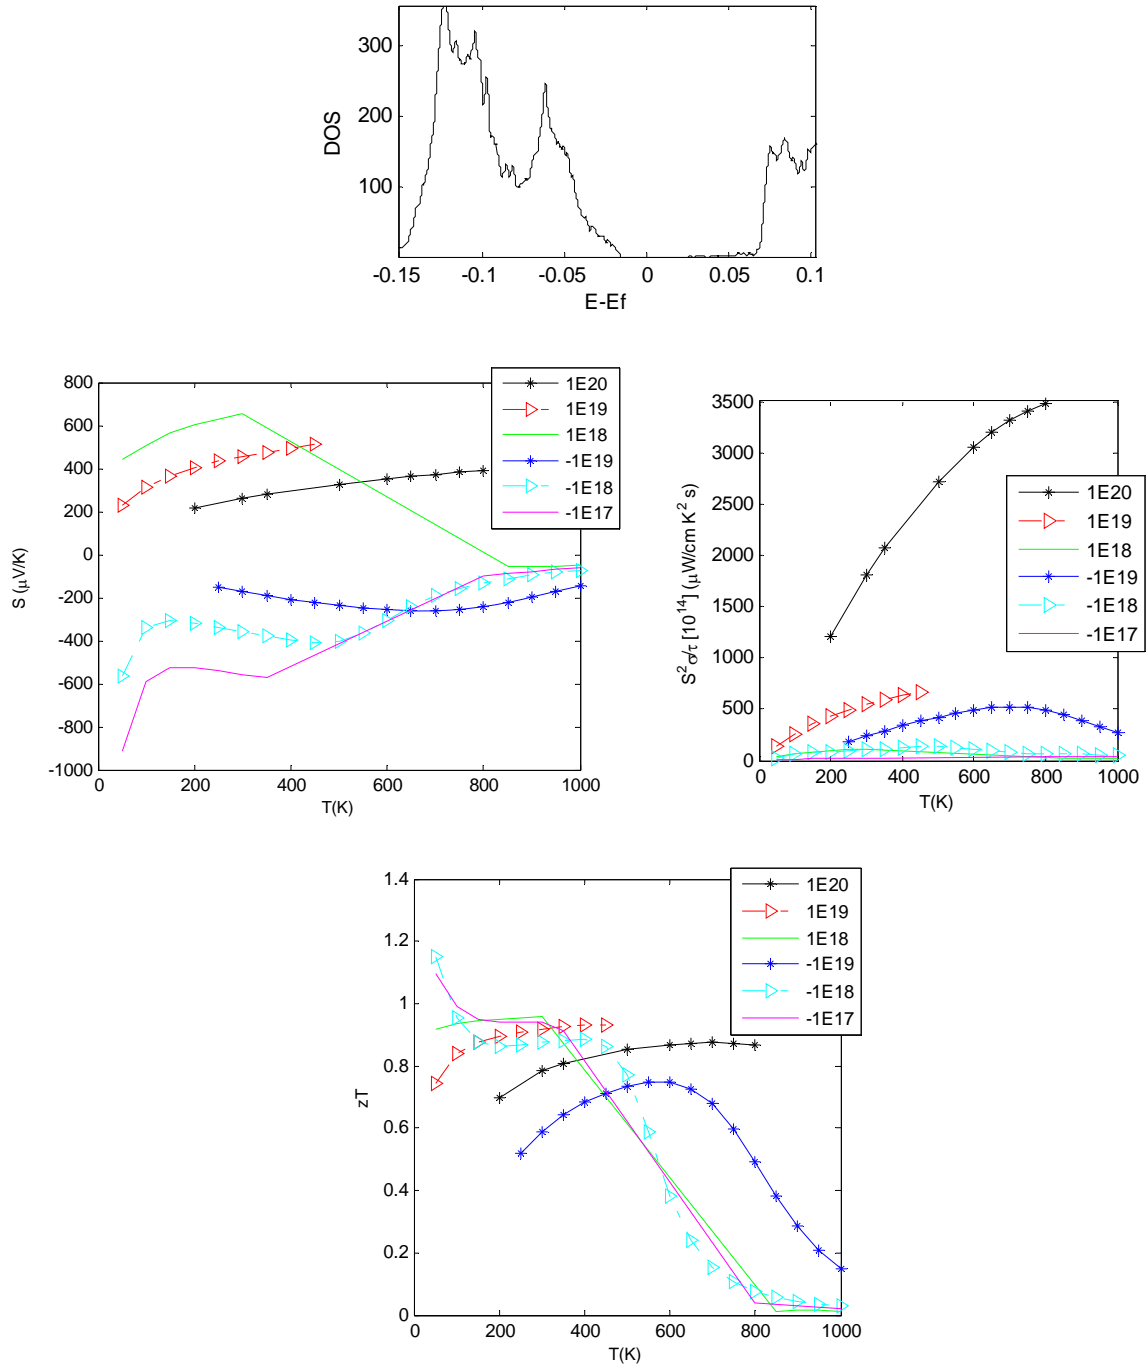 300
200
100
DOS
-0.15
-0.1
-0.05
0
0.05
0.1
E-Ef
800
600
400
200
0
-200
-400
-600
-800
-1000
S (μV/K)
0
200
400
600
800
1000
T(K)
1E20
1E19
1E18
-1E19
-1E18
-1E17
3500
3000
2500
2000
1500
1000
500
0
S²σ/τ [10¹⁴] (μW/cm K² s)
0
200
400
600
800
1000
T(K)
1E20
1E19
1E18
-1E19
-1E18
-1E17
1.4
1.2
1
0.8
0.6
0.4
0.2
0
zT
0
200
400
600
800
1000
T(K)
1E20
1E19
1E18
-1E19
-1E18
-1E17